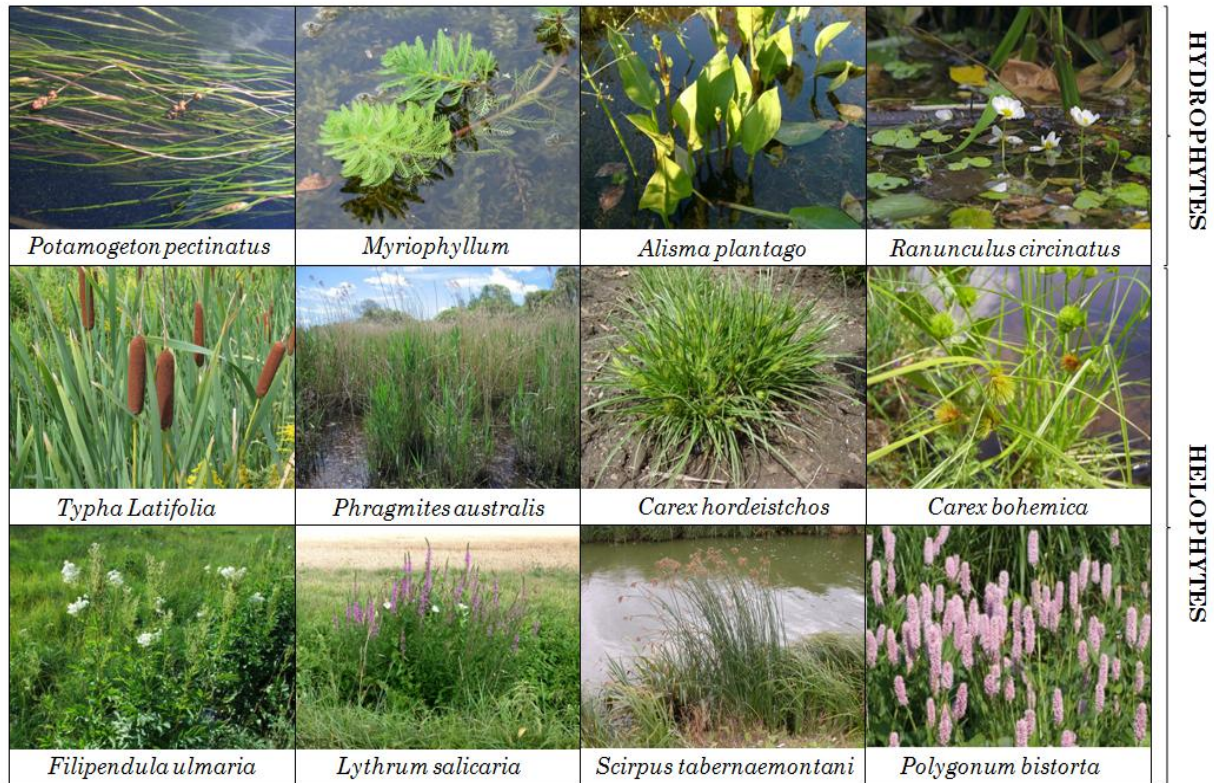 HYDROPHYTES
Potamogeton pectinatus
Myriophyllum
Alisma plantago
Ranunculus circinatus
HELOPHYTES
Typha Latifolia
Phragmites australis
Carex hordeistchos
Carex bohemica
Filipendula ulmaria
Lythrum salicaria
Scirpus tabernaemontani
Polygonum bistorta